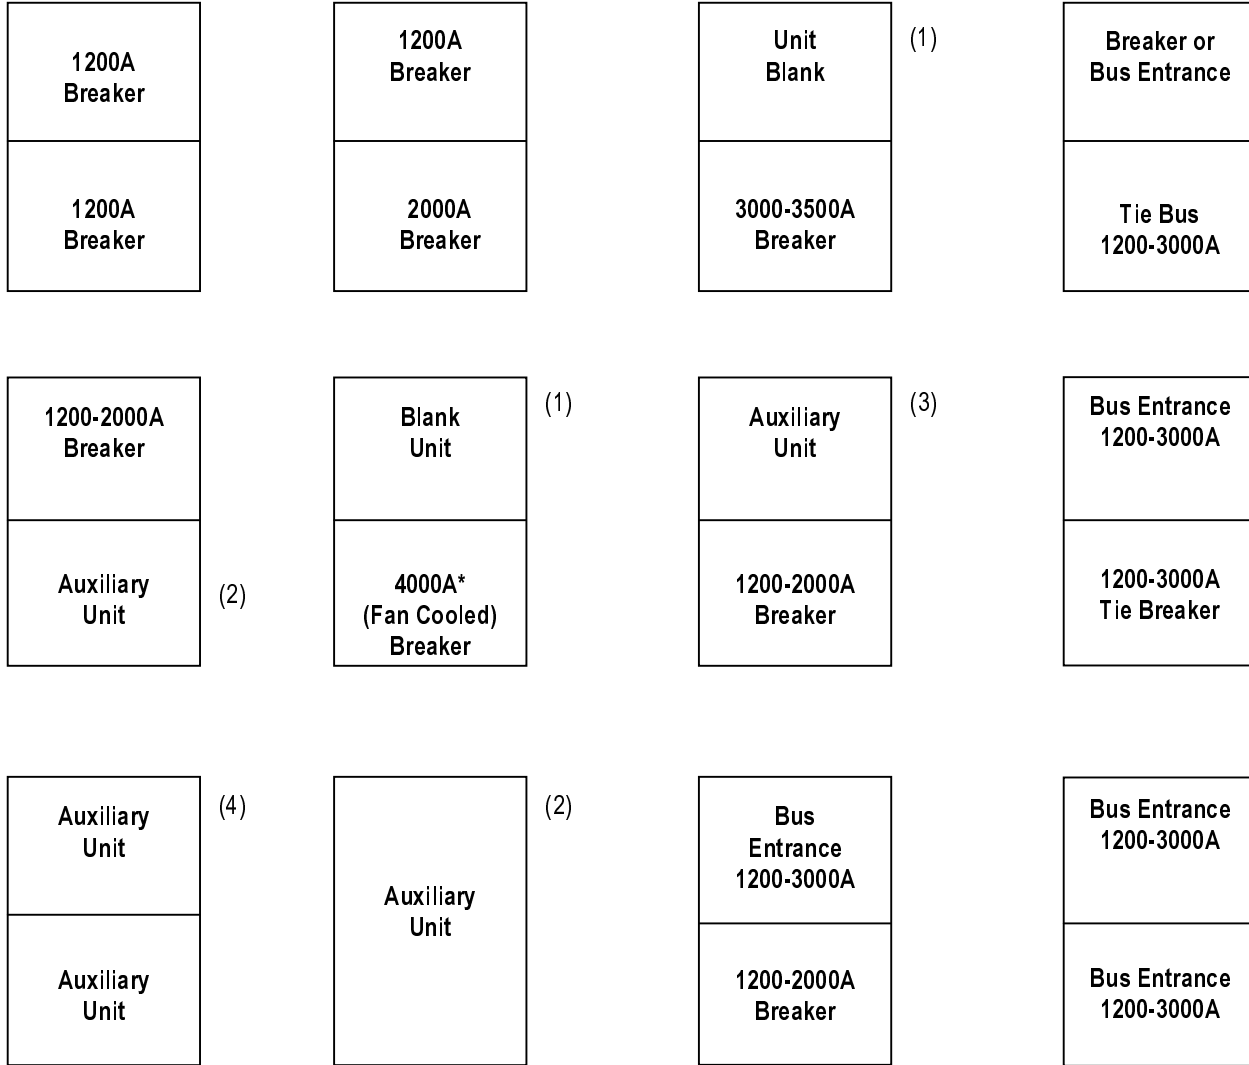 1200A
Breaker
1200A
Breaker
1200A
Breaker
2000A
Breaker
Unit
Blank
(1)
3000-3500A
Breaker
Breaker or
Bus Entrance
Tie Bus
1200-3000A
1200-2000A
Breaker
Auxiliary
Unit
(2)
Blank
Unit
(1)
4000A*
(Fan Cooled)
Breaker
Auxiliary
Unit
(3)
1200-2000A
Breaker
Bus Entrance
1200-3000A
1200-3000A
Tie Breaker
Auxiliary
Unit
(4)
Auxiliary
Unit
Auxiliary
Unit
(2)
Bus
Entrance
1200-3000A
1200-2000A
Breaker
Bus Entrance
1200-3000A
Bus Entrance
1200-3000A